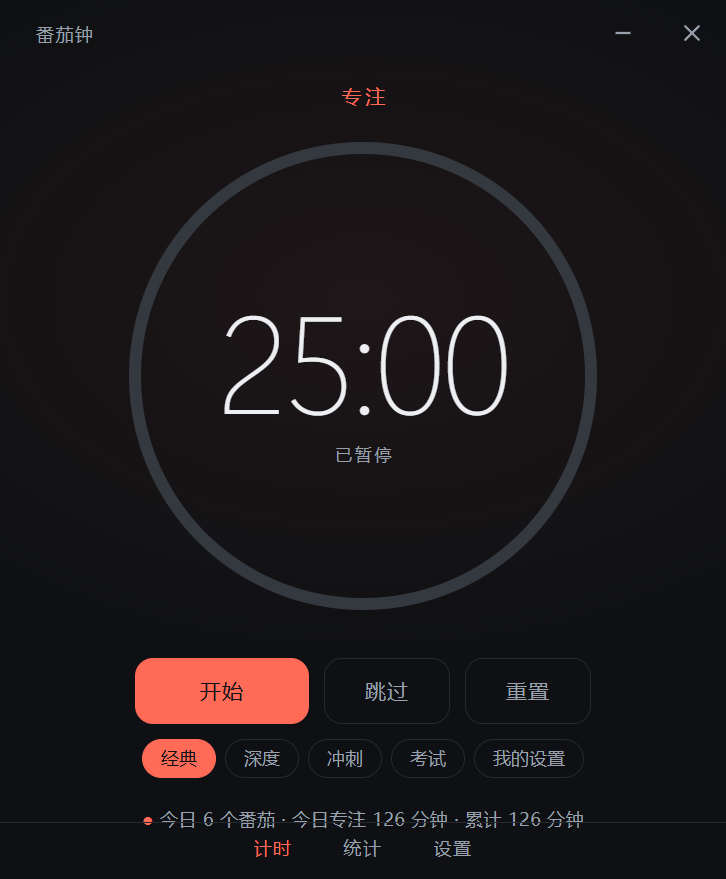 番茄钟
专注
25:00
已暂停
开始 跳过 重置
经典 深度 冲刺 考试 我的设置
今日 6 个番茄 · 今日专注 126 分钟 · 累计 126 分钟
计时 统计 设置